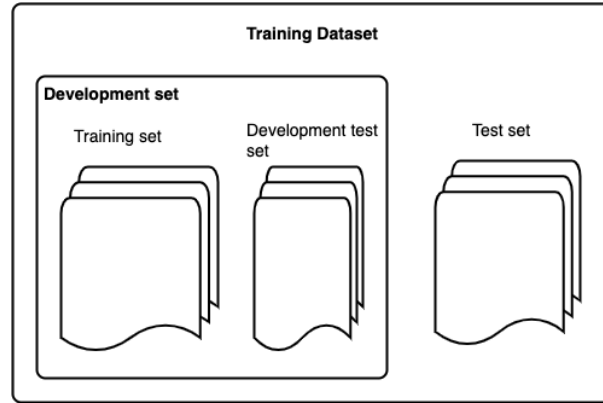 Training Dataset
Development set
Training set
Development test
set
Test set